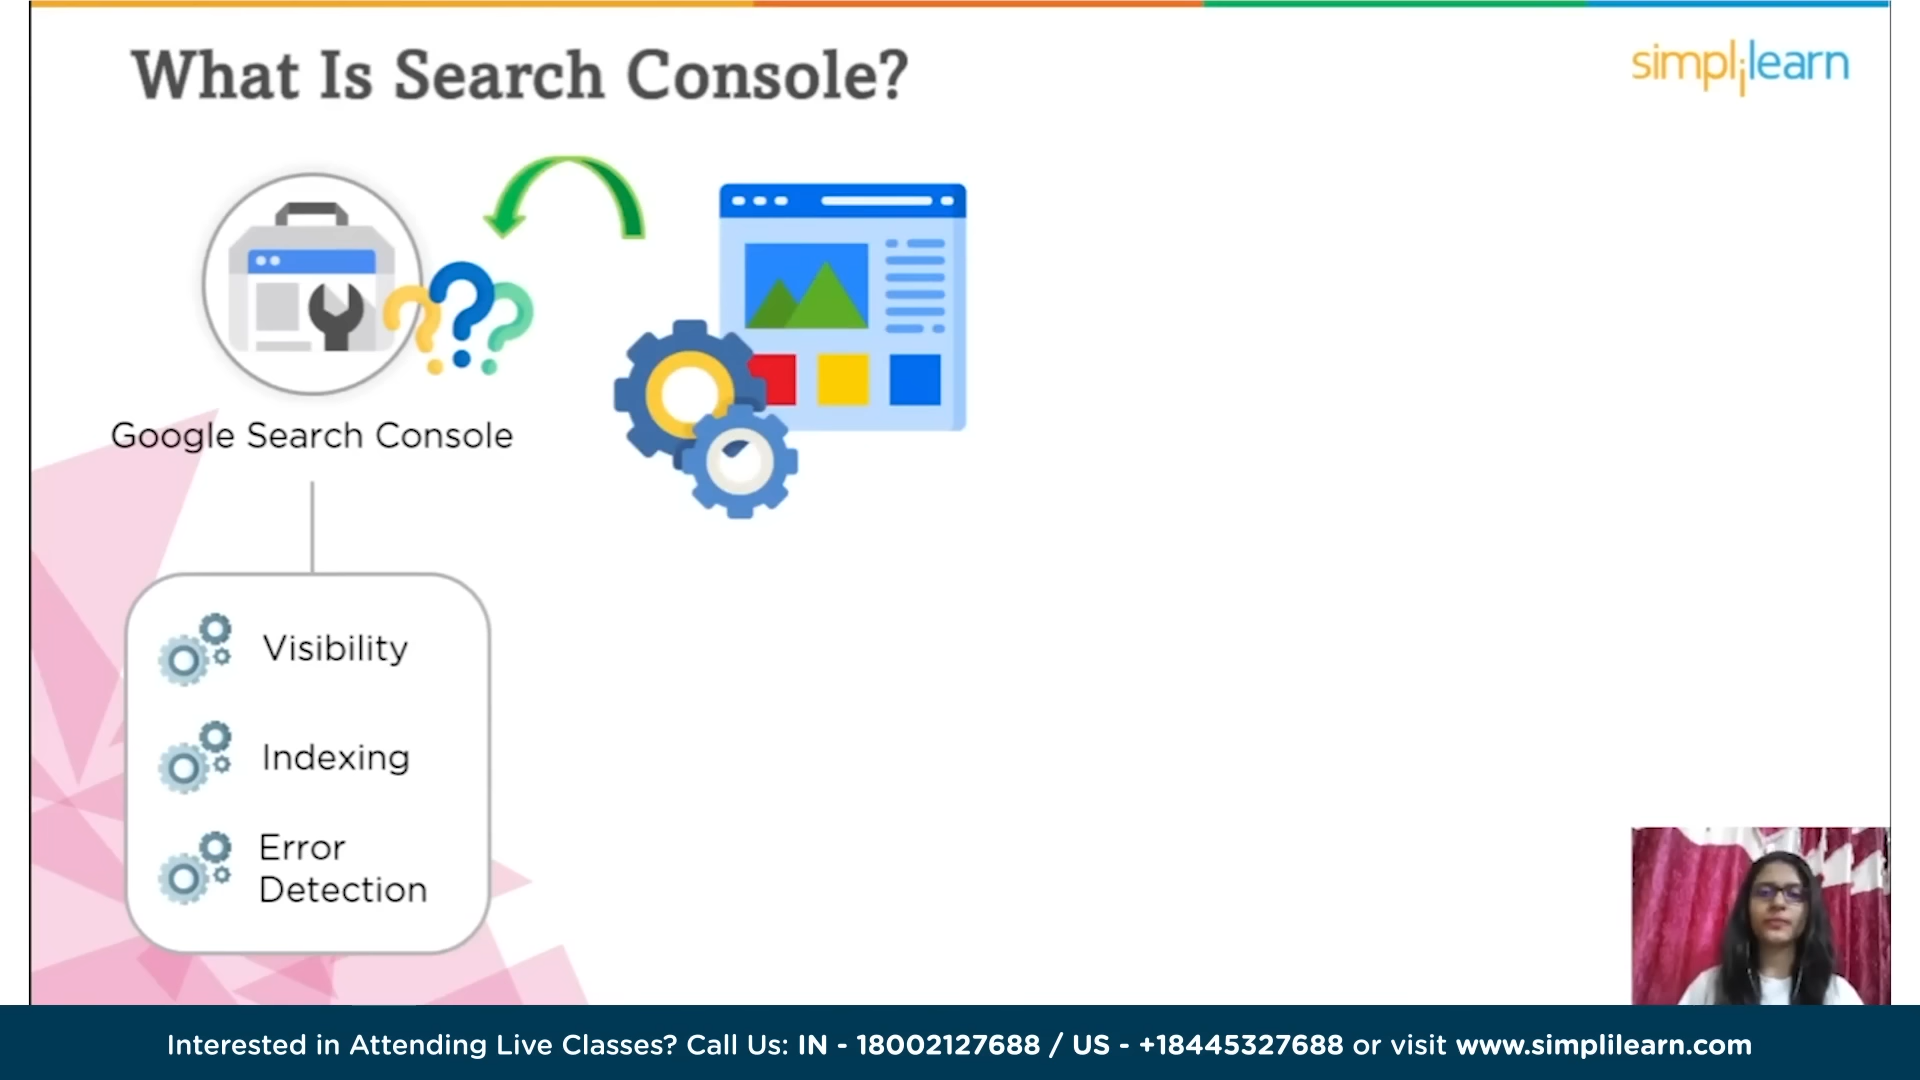 What Is Search Console?
simplilearn
Google Search Console
Visibility
Indexing
Error
Detection
Interested in Attending Live Classes? Call Us: IN - 18002127688 / US - +18445327688 or visit www.simplilearn.com